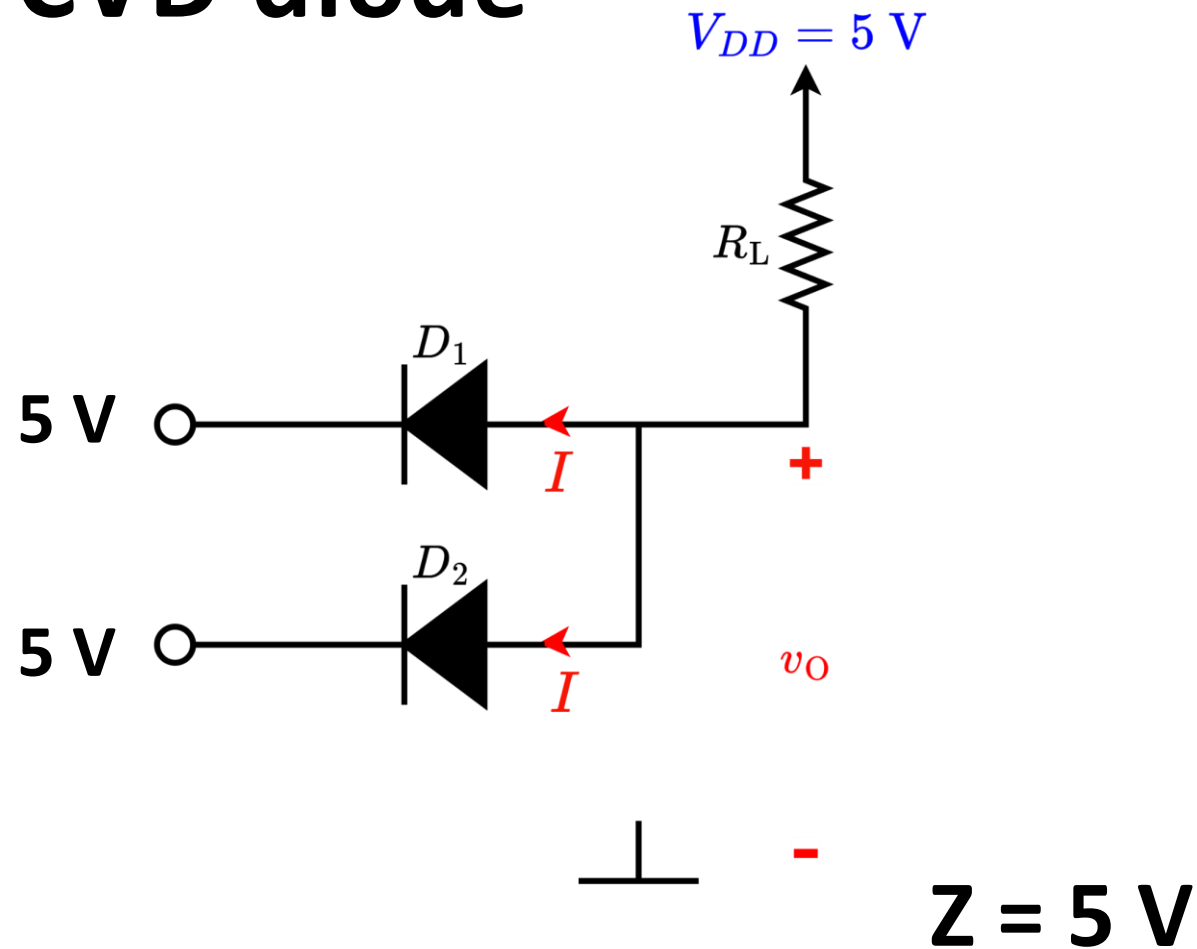 CVD diode
V_DD = 5 V
R_L
D_1
5 V
I
+
D_2
5 V
I
v_O
-
Z = 5 V